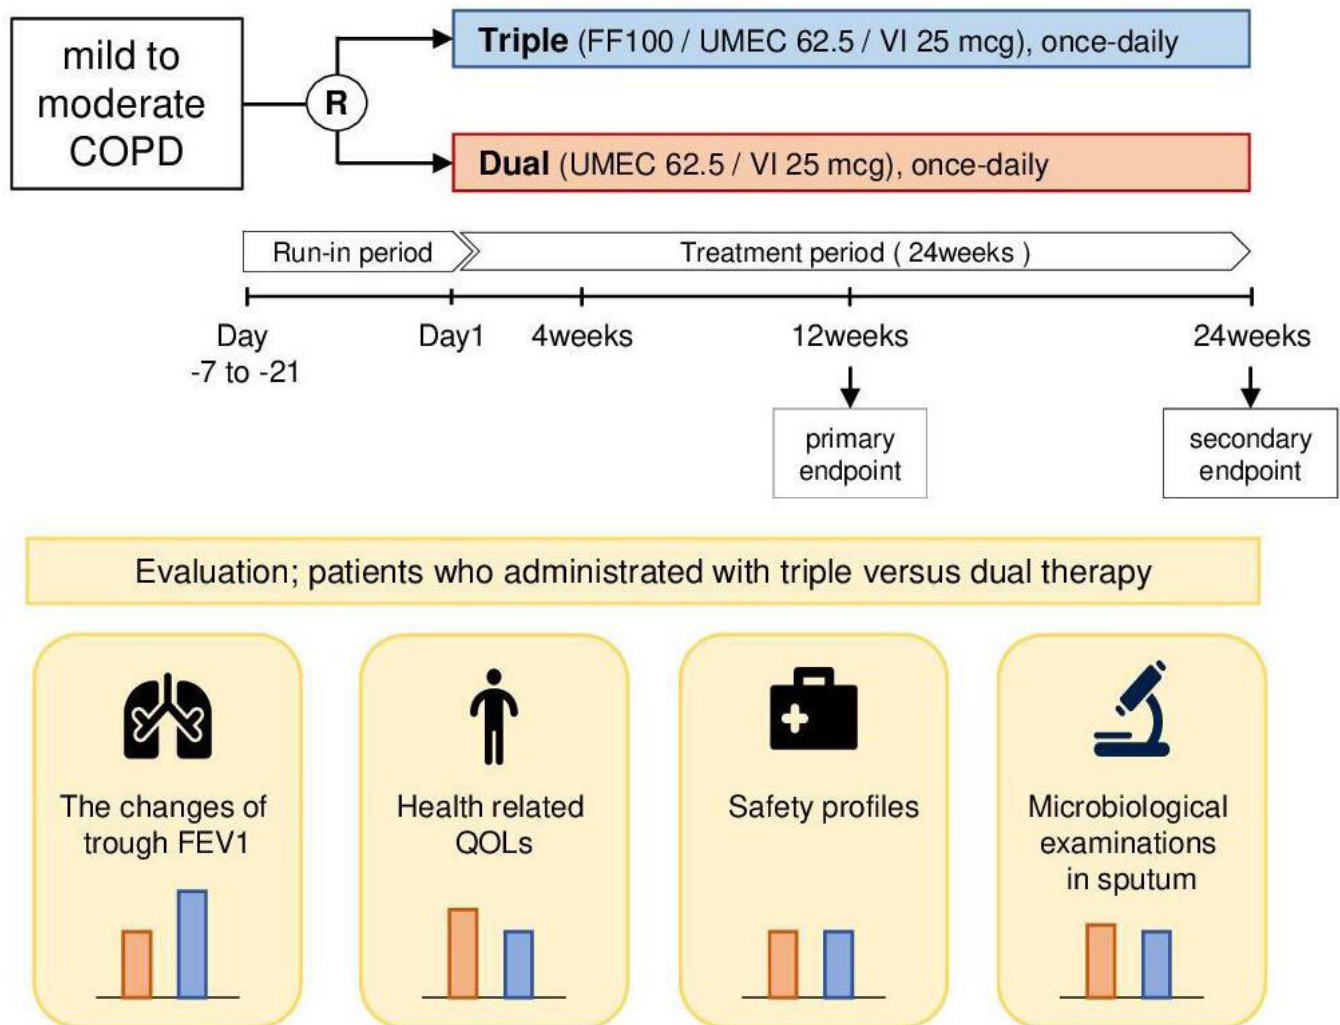 mild to
moderate
COPD
R
Triple (FF100 / UMEC 62.5 / VI 25 mcg), once-daily
Dual (UMEC 62.5 / VI 25 mcg), once-daily
Run-in period
Treatment period ( 24weeks )
Day
-7 to -21
Day1
4weeks
12weeks
24weeks
primary
endpoint
secondary
endpoint
Evaluation; patients who administrated with triple versus dual therapy
The changes of
trough FEV1
Health related
QOLs
Safety profiles
Microbiological
examinations
in sputum